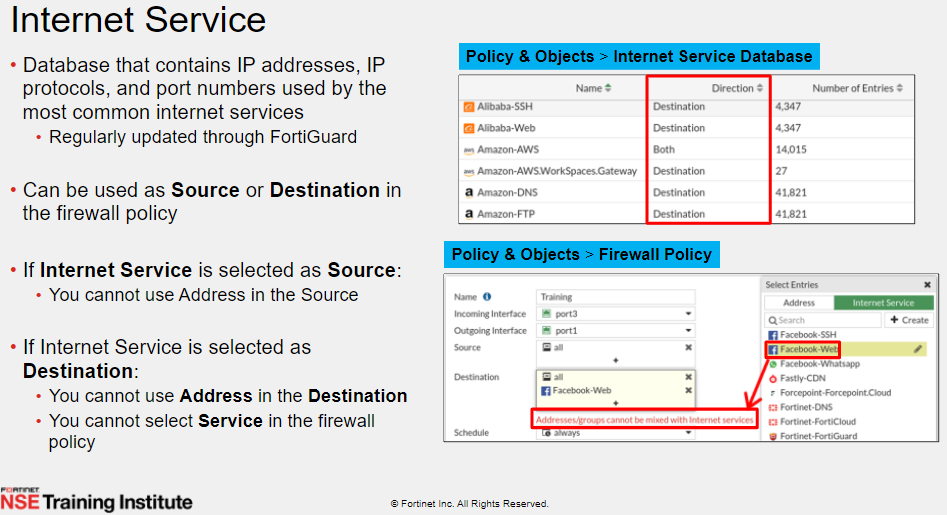 Internet Service
• Database that contains IP addresses, IP
protocols, and port numbers used by the
most common internet services
• Regularly updated through FortiGuard
• Can be used as Source or Destination in
the firewall policy
• If Internet Service is selected as Source:
• You cannot use Address in the Source
• If Internet Service is selected as
Destination:
• You cannot use Address in the Destination
• You cannot select Service in the firewall
policy
Policy & Objects > Internet Service Database
Name Direction Number of Entries
Alibaba-SSH Destination 4,347
Alibaba-Web Destination 4,347
aws Amazon-AWS Both 14,015
aws Amazon-AWS.WorkSpaces.Gateway Destination 27
a Amazon-DNS Destination 41,821
a Amazon-FTP Destination 41,821
Policy & Objects > Firewall Policy
Name Training
Incoming Interface port3
Outgoing Interface port1
Source all
+
Destination all
Facebook-Web
+
Addresses/groups cannot be mixed with Internet services
Schedule always
Select Entries
Address Internet Service
Search + Create
Facebook-SSH
Facebook-Web
Facebook-Whatsapp
Fastly-CDN
Forcepoint-Forcepoint.Cloud
Fortinet-DNS
Fortinet-FortiCloud
Fortinet-FortiGuard
FORTINET
NSE Training Institute
© Fortinet Inc. All Rights Reserved.